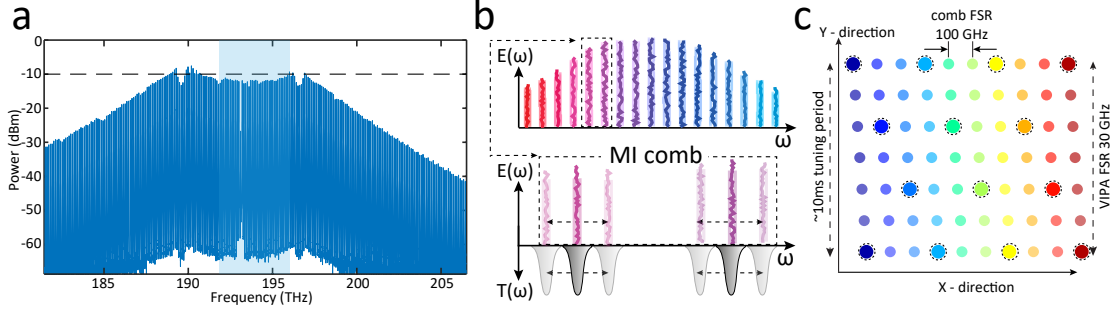 a
0
-10
-20
-30
-40
-50
-60
Power (dBm)
185
190
195
200
205
Frequency (THz)
b
E(ω)
ω
MI comb
E(ω)
ω
T(ω)
c
comb FSR
100 GHz
Y - direction
~10ms tuning period
VIPA FSR 30 GHz
X - direction